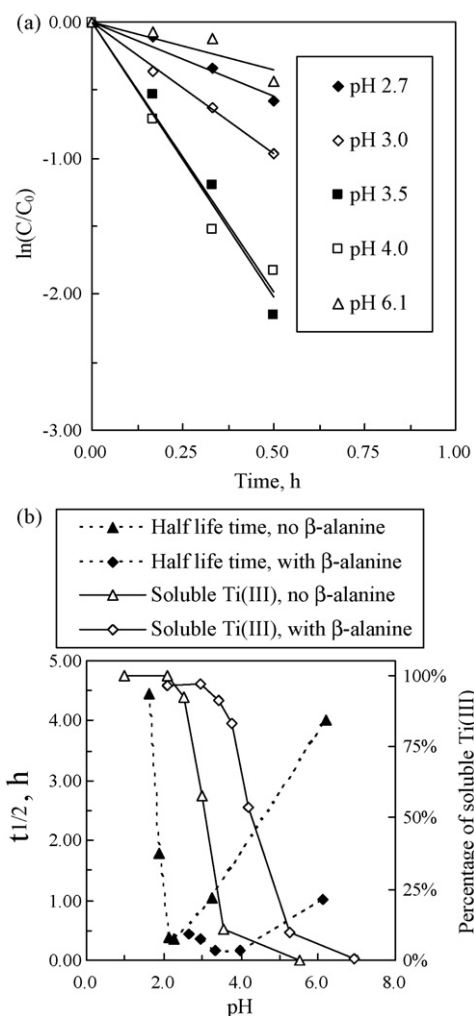 (a)
0.00
-1.00
-2.00
-3.00
ln(C/C0)
pH 2.7
pH 3.0
pH 3.5
pH 4.0
pH 6.1
0.00 0.25 0.50 0.75 1.00
Time, h
(b)
Half life time, no β-alanine
Half life time, with β-alanine
Soluble Ti(III), no β-alanine
Soluble Ti(III), with β-alanine
5.00
4.00
3.00
2.00
1.00
0.00
t1/2, h
100%
75%
50%
25%
0%
Percentage of soluble Ti(III)
0.0 2.0 4.0 6.0 8.0
pH